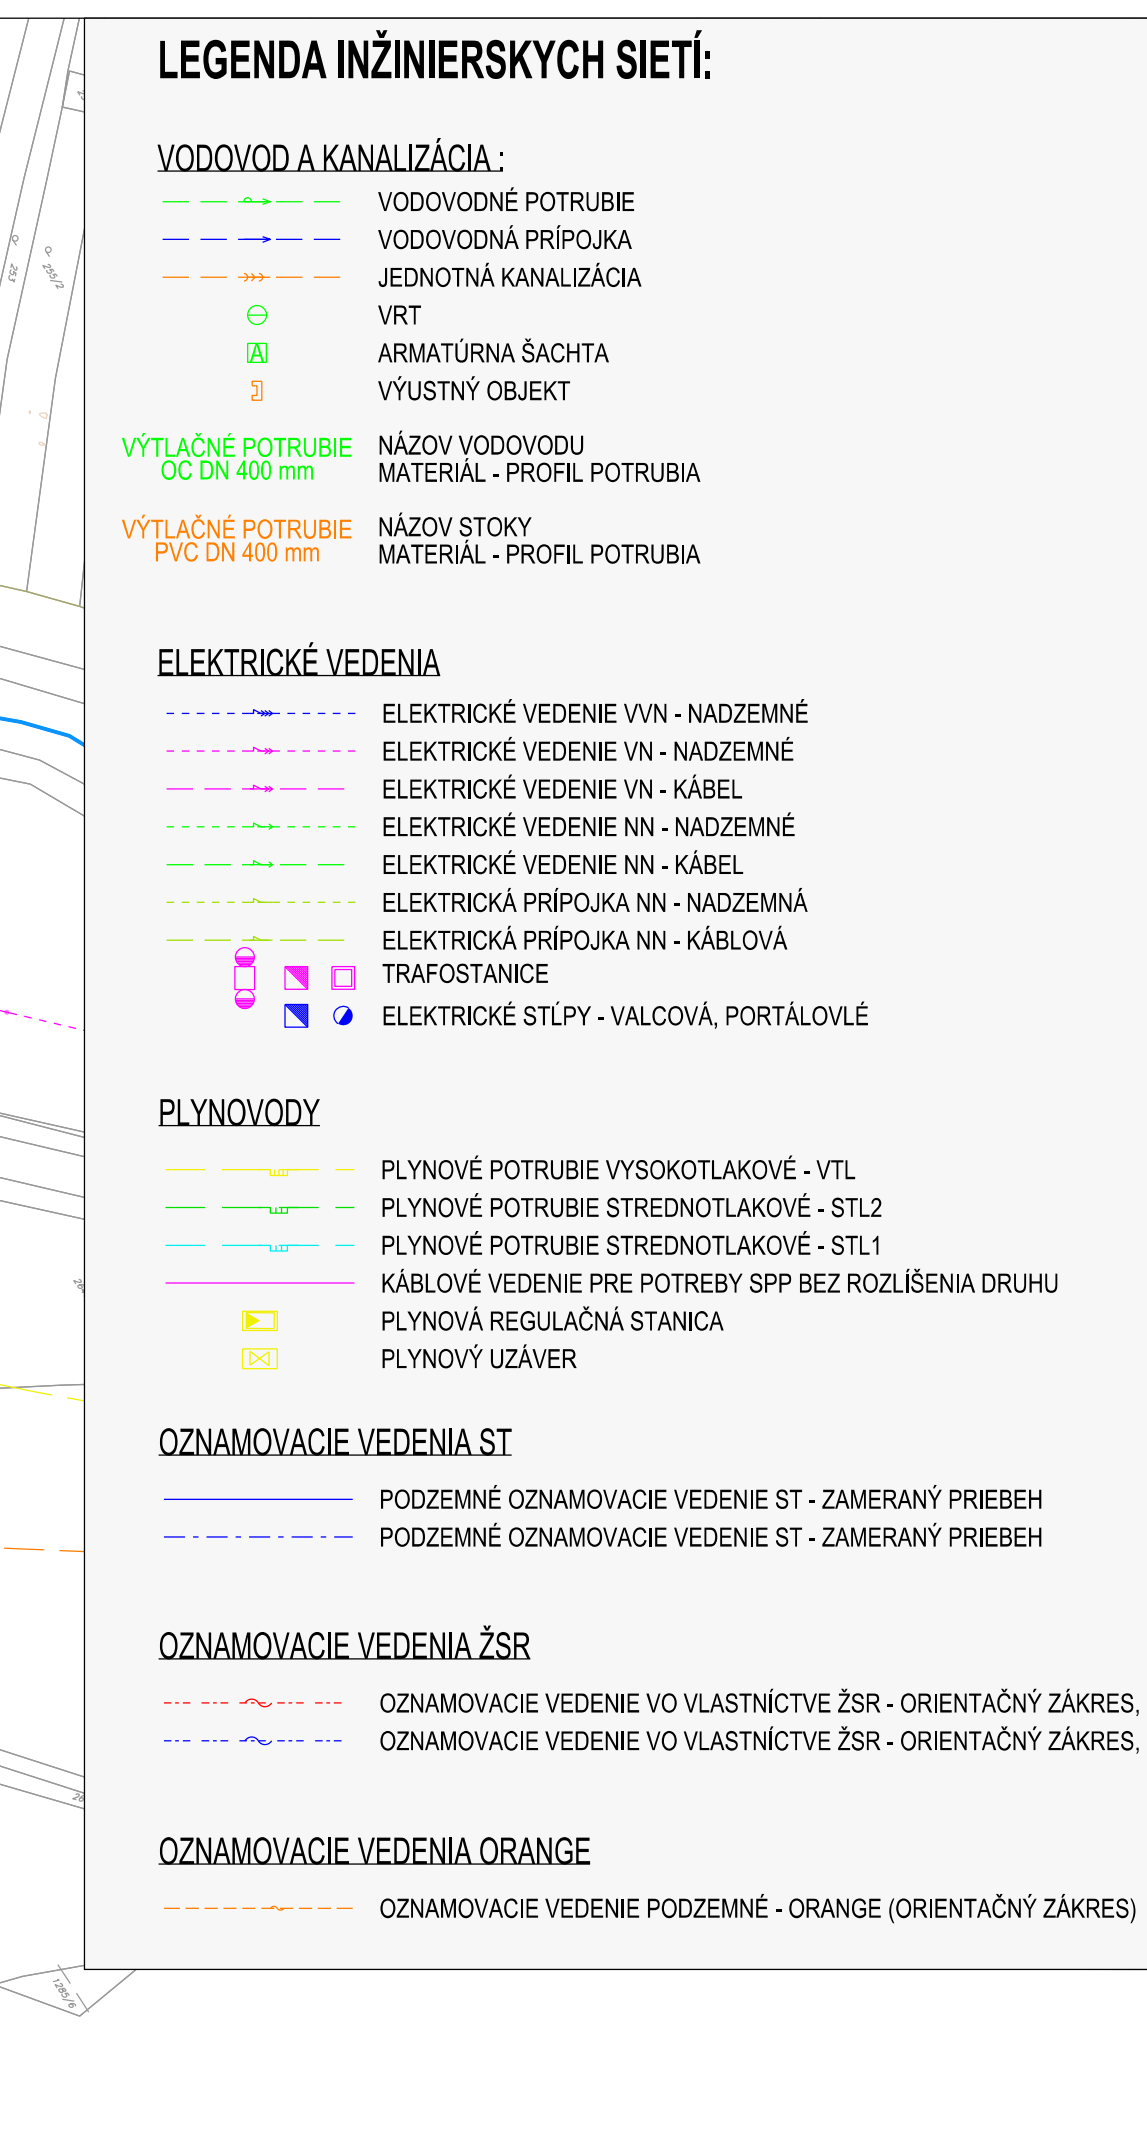 LEGENDA INŽINIERSKYCH SIETÍ:
VODOVOD A KANALIZÁCIA :
VODOVODNÉ POTRUBIE
VODOVODNÁ PRÍPOJKA
JEDNOTNÁ KANALIZÁCIA
VRT
A ARMATÚRNA ŠACHTA
VÝUSTNÝ OBJEKT
VÝTLAČNÉ POTRUBIE NÁZOV VODOVODU
OC DN 400 mm MATERIÁL - PROFIL POTRUBIA
VÝTLAČNÉ POTRUBIE NÁZOV STOKY
PVC DN 400 mm MATERIÁL - PROFIL POTRUBIA
ELEKTRICKÉ VEDENIA
ELEKTRICKÉ VEDENIE VVN - NADZEMNÉ
ELEKTRICKÉ VEDENIE VN - NADZEMNÉ
ELEKTRICKÉ VEDENIE VN - KÁBEL
ELEKTRICKÉ VEDENIE NN - NADZEMNÉ
ELEKTRICKÉ VEDENIE NN - KÁBEL
ELEKTRICKÁ PRÍPOJKA NN - NADZEMNÁ
ELEKTRICKÁ PRÍPOJKA NN - KÁBLOVÁ
TRAFOSTANICE
ELEKTRICKÉ STĹPY - VALCOVÁ, PORTÁLOVLÉ
PLYNOVODY
PLYNOVÉ POTRUBIE VYSOKOTLAKOVÉ - VTL
PLYNOVÉ POTRUBIE STREDNOTLAKOVÉ - STL2
PLYNOVÉ POTRUBIE STREDNOTLAKOVÉ - STL1
KÁBLOVÉ VEDENIE PRE POTREBY SPP BEZ ROZLÍŠENIA DRUHU
PLYNOVÁ REGULAČNÁ STANICA
PLYNOVÝ UZÁVER
OZNAMOVACIE VEDENIA ST
PODZEMNÉ OZNAMOVACIE VEDENIE ST - ZAMERANÝ PRIEBEH
PODZEMNÉ OZNAMOVACIE VEDENIE ST - ZAMERANÝ PRIEBEH
OZNAMOVACIE VEDENIA ŽSR
OZNAMOVACIE VEDENIE VO VLASTNÍCTVE ŽSR - ORIENTAČNÝ ZÁKRES,
OZNAMOVACIE VEDENIE VO VLASTNÍCTVE ŽSR - ORIENTAČNÝ ZÁKRES,
OZNAMOVACIE VEDENIA ORANGE
OZNAMOVACIE VEDENIE PODZEMNÉ - ORANGE (ORIENTAČNÝ ZÁKRES)
253
255/2
1285/6